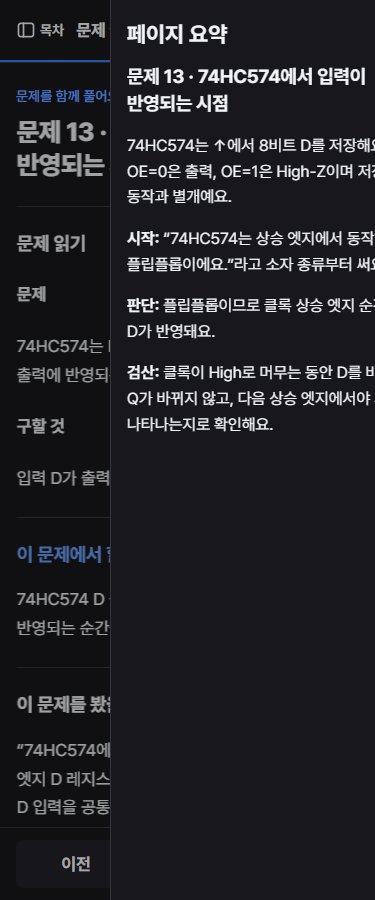 목차 문제
문제를 함께 풀어
문제 13 ·
반영되는
문제 읽기
문제
74HC574는
출력에 반영되
구할 것
입력 D가 출력
이 문제에서
74HC574 D
반영되는 순간
이 문제를 봤
“74HC574에
엣지 D 레지스
D 입력을 공통
이전
페이지 요약
문제 13 · 74HC574에서 입력이
반영되는 시점
74HC574는 ↑에서 8비트 D를 저장해
OE=0은 출력, OE=1은 High-Z이며 저
동작과 별개예요.
시작: “74HC574는 상승 엣지에서 동작
플립플롭이에요.”라고 소자 종류부터 써
판단: 플립플롭이므로 클록 상승 엣지 순
D가 반영돼요.
검산: 클록이 High로 머무는 동안 D를 바
Q가 바뀌지 않고, 다음 상승 엣지에서야
나타나는지로 확인해요.